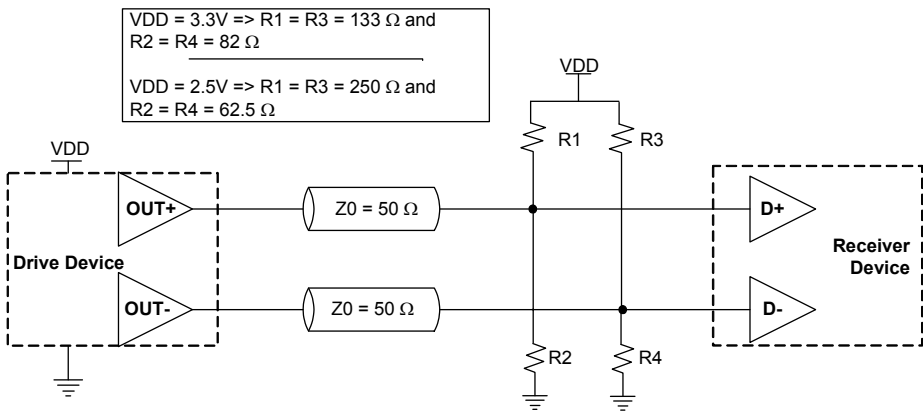 VDD = 3.3V => R1 = R3 = 133 Ω and
R2 = R4 = 82 Ω
VDD = 2.5V => R1 = R3 = 250 Ω and
R2 = R4 = 62.5 Ω
VDD
R1
R3
VDD
OUT+
Z0 = 50 Ω
D+
Drive Device
Receiver
Device
OUT-
Z0 = 50 Ω
D-
R2
R4